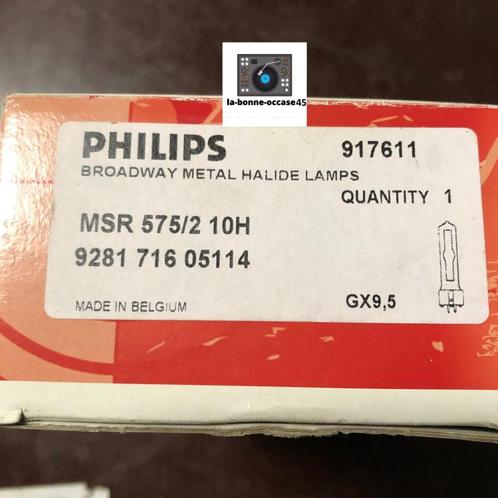 la-bonne-occase45
PHILIPS 917611
BROADWAY METAL HALIDE LAMPS
QUANTITY 1
MSR 575/2 10H
9281 716 05114
MADE IN BELGIUM GX9,5